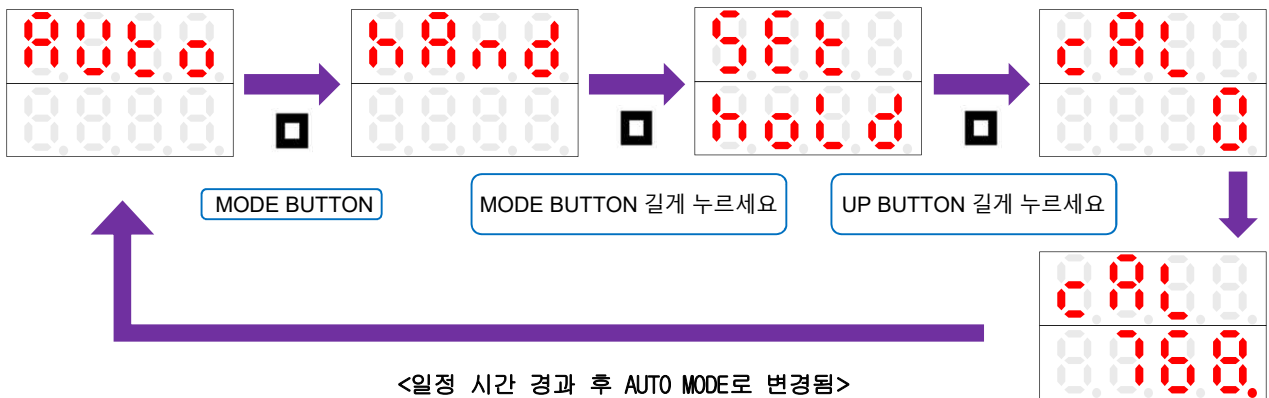 AUto
hAnd
SEt
hoLd
cAL
0
MODE BUTTON
MODE BUTTON 길게 누르세요
UP BUTTON 길게 누르세요
cAL
768.
<일정 시간 경과 후 AUTO MODE로 변경됨>